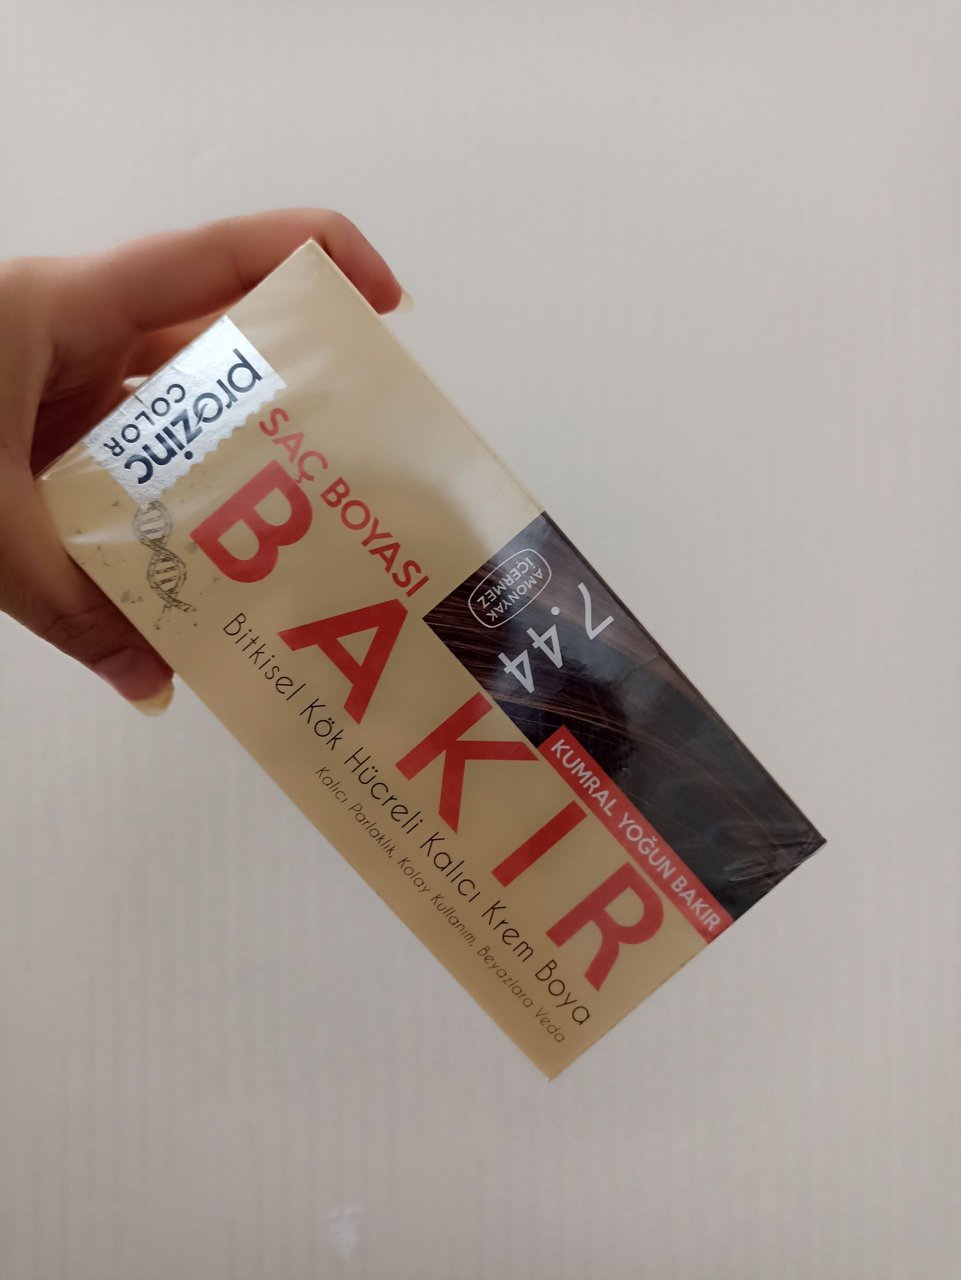 prozinc
COLOR
SAÇ BOYASI
BAKIR
Bitkisel Kök Hücreli Kalıcı Krem Boya
Kalıcı Parlaklık, Kolay Kullanım, Beyazlara Veda
AMONYAK
İÇERMEZ
7.44
KUMRAL YOĞUN BAKIR